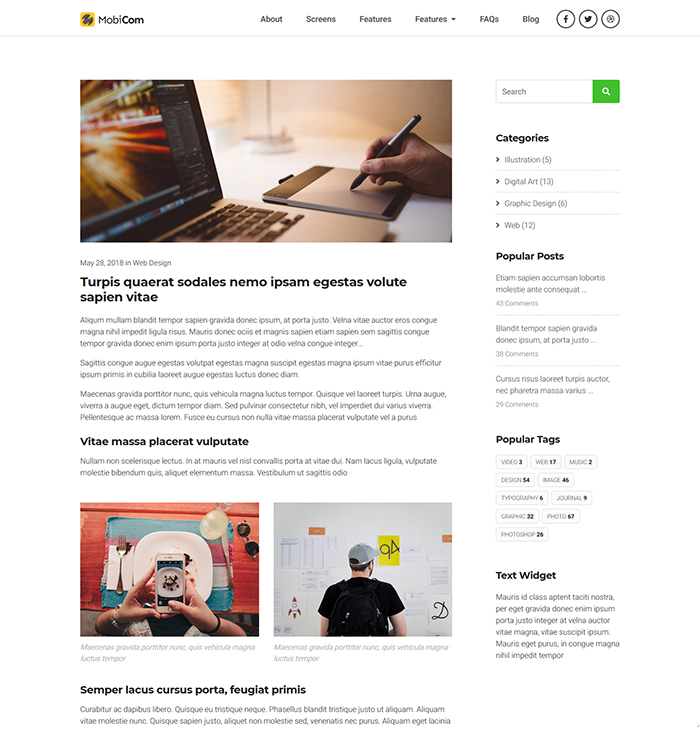 MobiCom
About Screens Features Features FAQs Blog
Search
Categories
Illustration (5)
Digital Art (13)
Graphic Design (6)
Web (12)
Popular Posts
Etiam sapien accumsan lobortis
molestie ante consequat ...
43 Comments
Blandit tempor sapien gravida
donec ipsum, at porta justo ...
38 Comments
Cursus risus laoreet turpis auctor,
nec pharetra massa varius ...
29 Comments
Popular Tags
VIDEO 3 WEB 17 MUSIC 2
DESIGN 54 IMAGE 46
TYPOGRAPHY 6 JOURNAL 9
GRAPHIC 32 PHOTO 67
PHOTOSHOP 26
Text Widget
Mauris id class aptent taciti nostra,
per eget gravida donec enim ipsum
porta justo integer at velna auctor
vitae magna, vitae suscipit ipsum.
Mauris eget purus, in congue magna
nihil impedit tempor
May 28, 2018 in Web Design
Turpis quaerat sodales nemo ipsam egestas volute
sapien vitae
Aliqum mullam blandit tempor sapien gravida donec ipsum, at porta justo. Velna vitae auctor eros congue
magna nihil impedit ligula risus. Mauris donec ociis et magnis sapien etiam sapien sem sagittis congue
tempor gravida donec enim ipsum porta justo integer at odio velna congue integer...
Sagittis congue augue egestas volutpat egestas magna suscipit egestas magna ipsum vitae purus efficitur
ipsum primis in cubilia laoreet augue egestas luctus donec diam.
Maecenas gravida porttitor nunc, quis vehicula magna luctus tempor. Quisque vel laoreet turpis. Urna augue,
viverra a augue eget, dictum tempor diam. Sed pulvinar consectetur nibh, vel imperdiet dui varius viverra.
Pellentesque ac massa lorem. Fusce eu cursus non nulla vitae massa placerat vulputate vel a purus
Vitae massa placerat vulputate
Nullam non scelerisque lectus. In at mauris vel nisl convallis porta at vitae dui. Nam lacus ligula, vulputate
molestie bibendum quis, aliquet elementum massa. Vestibulum ut sagittis odio
Maecenas gravida porttitor nunc, quis vehicula magna
luctus tempor
Maecenas gravida porttitor nunc, quis vehicula magna
luctus tempor
Semper lacus cursus porta, feugiat primis
Curabitur ac dapibus libero. Quisque eu tristique neque. Phasellus blandit tristique justo ut aliquam. Aliquam
vitae molestie nunc. Quisque sapien justo, aliquet non molestie sed, venenatis nec purus. Aliquam eget lacinia